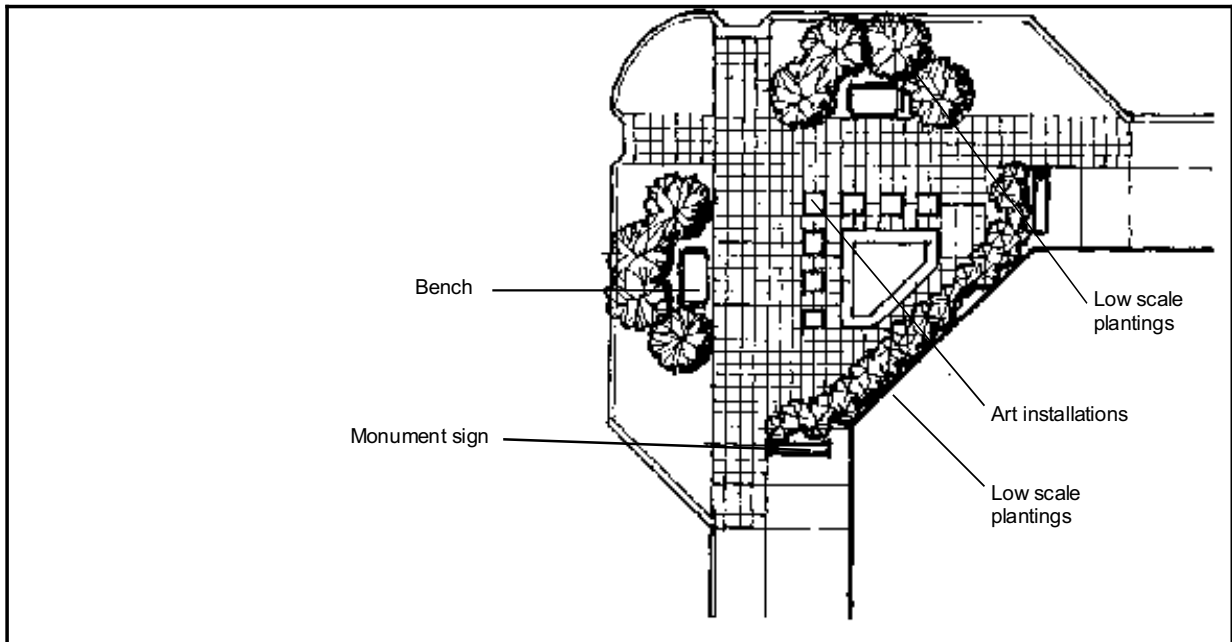 Bench
Low scale
plantings
Art installations
Monument sign
Low scale
plantings